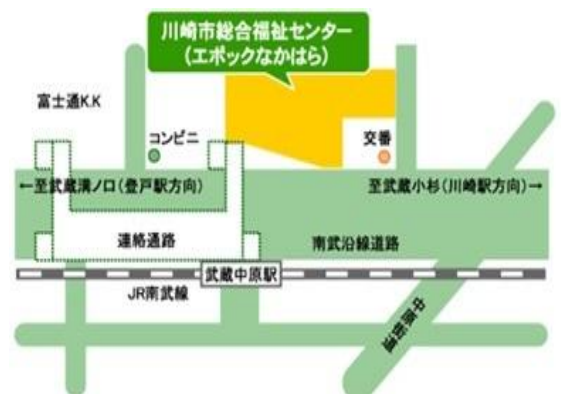 川崎市総合福祉センター
（エポックなかはら）
富士通K.K
コンビニ
交番
←至武蔵溝ノ口（登戸駅方向）
至武蔵小杉（川崎駅方向）→
連絡通路
南武沿線道路
武蔵中原駅
JR南武線
中原街道